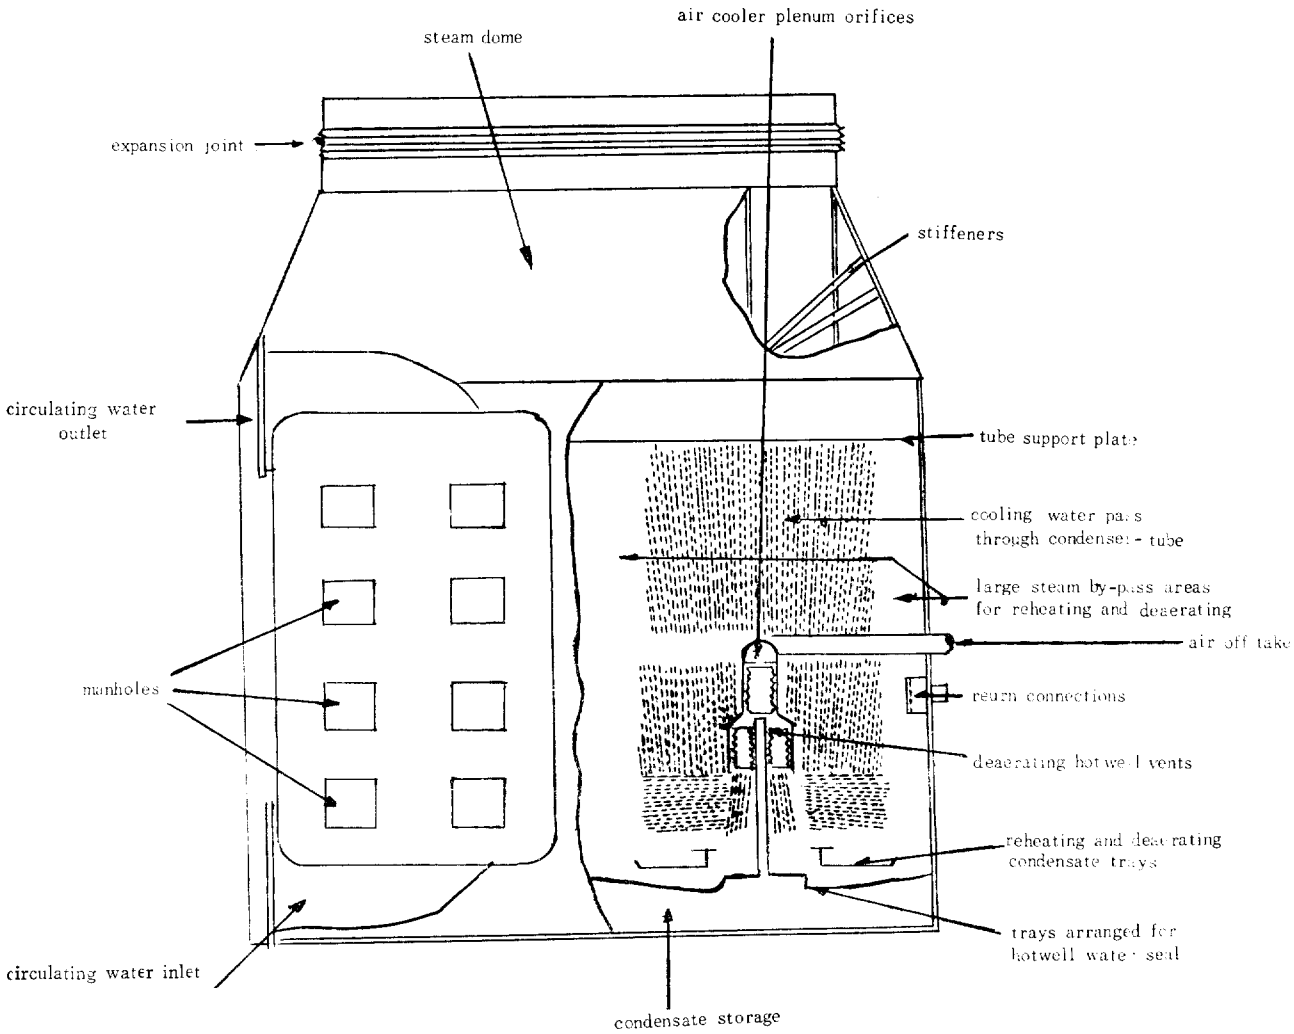 air cooler plenum orifices
steam dome
expansion joint
stiffeners
circulating water
outlet
tube support plate
cooling water pass
through condenser - tube
large steam by-pass areas
for reheating and deaerating
air off take
manholes
reurn connections
deaerating hotwell vents
reheating and deaerating
condensate trays
trays arranged for
hotwell water seal
circulating water inlet
condensate storage